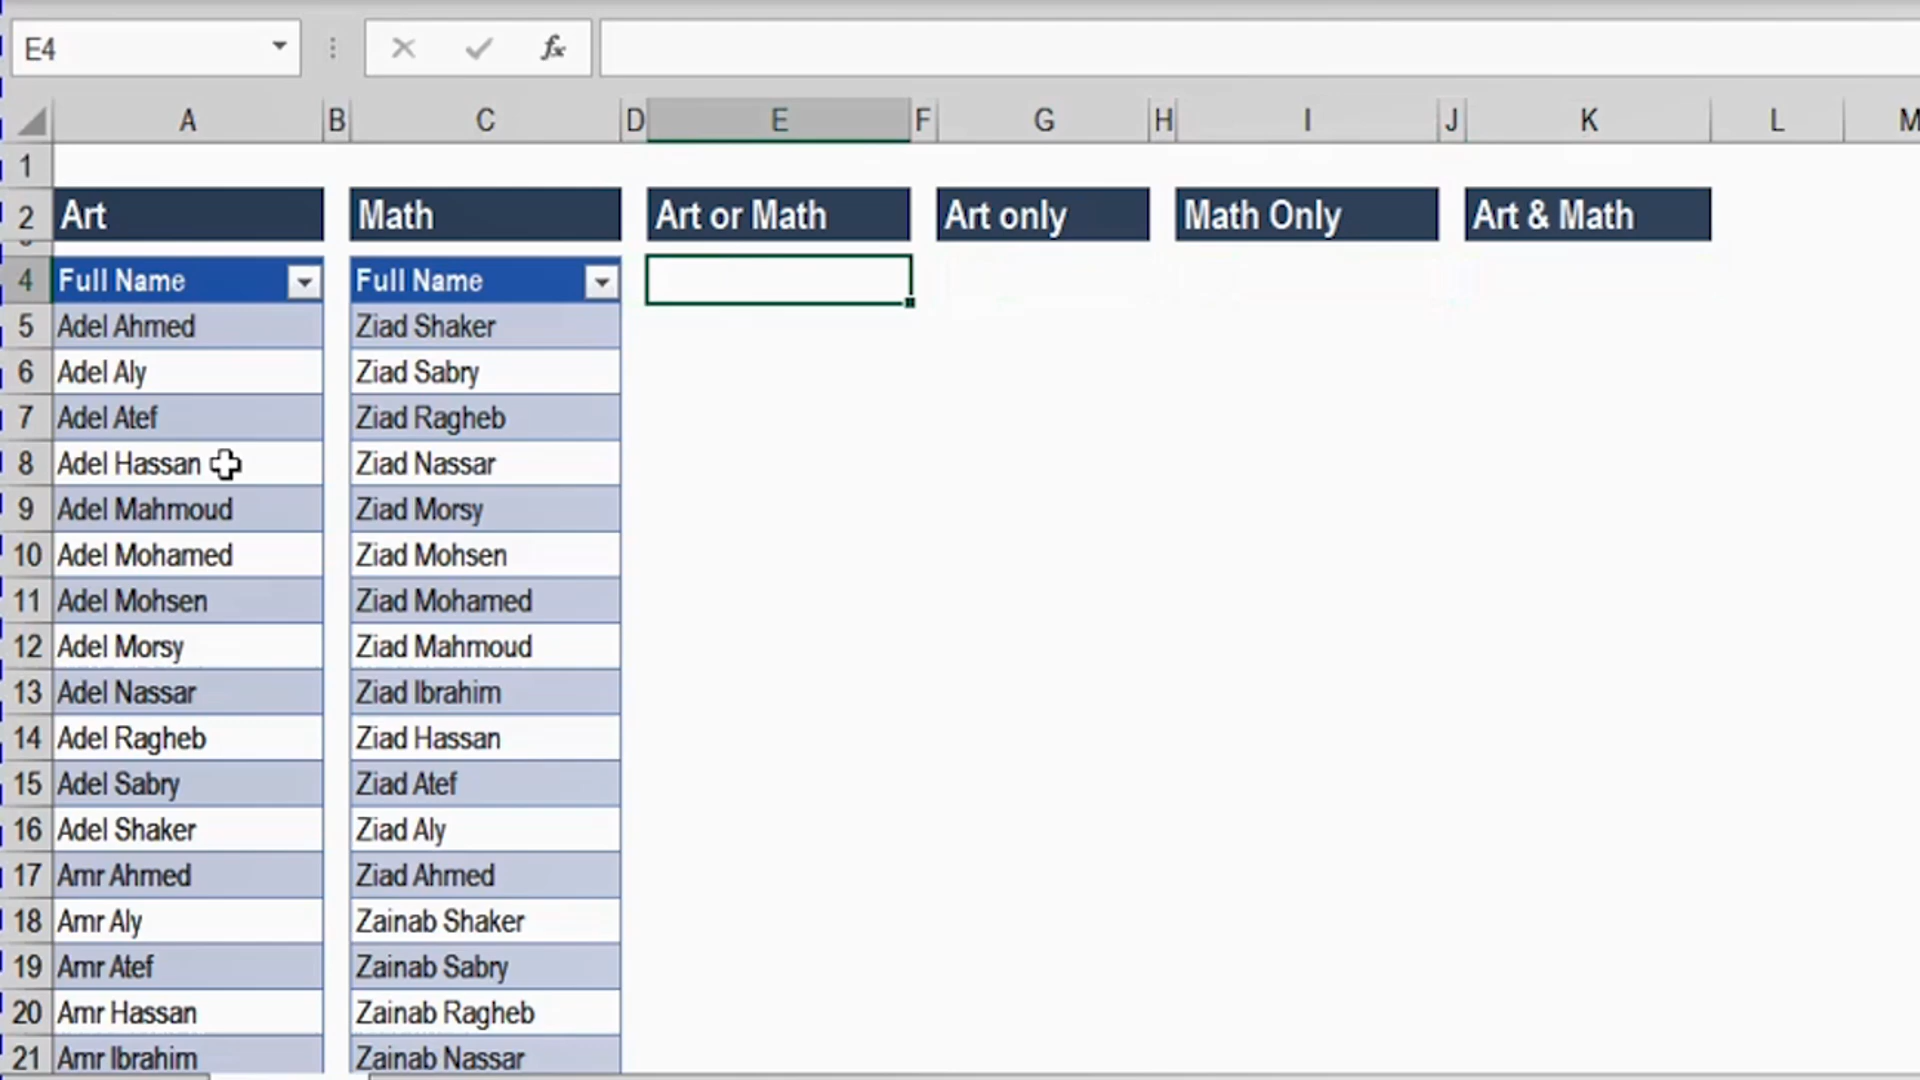 E4 fx
A B C D E F G H I J K L M
1
2 Art Math Art or Math Art only Math Only Art & Math
4 Full Name Full Name
5 Adel Ahmed Ziad Shaker
6 Adel Aly Ziad Sabry
7 Adel Atef Ziad Ragheb
8 Adel Hassan Ziad Nassar
9 Adel Mahmoud Ziad Morsy
10 Adel Mohamed Ziad Mohsen
11 Adel Mohsen Ziad Mohamed
12 Adel Morsy Ziad Mahmoud
13 Adel Nassar Ziad Ibrahim
14 Adel Ragheb Ziad Hassan
15 Adel Sabry Ziad Atef
16 Adel Shaker Ziad Aly
17 Amr Ahmed Ziad Ahmed
18 Amr Aly Zainab Shaker
19 Amr Atef Zainab Sabry
20 Amr Hassan Zainab Ragheb
21 Amr Ibrahim Zainab Nassar